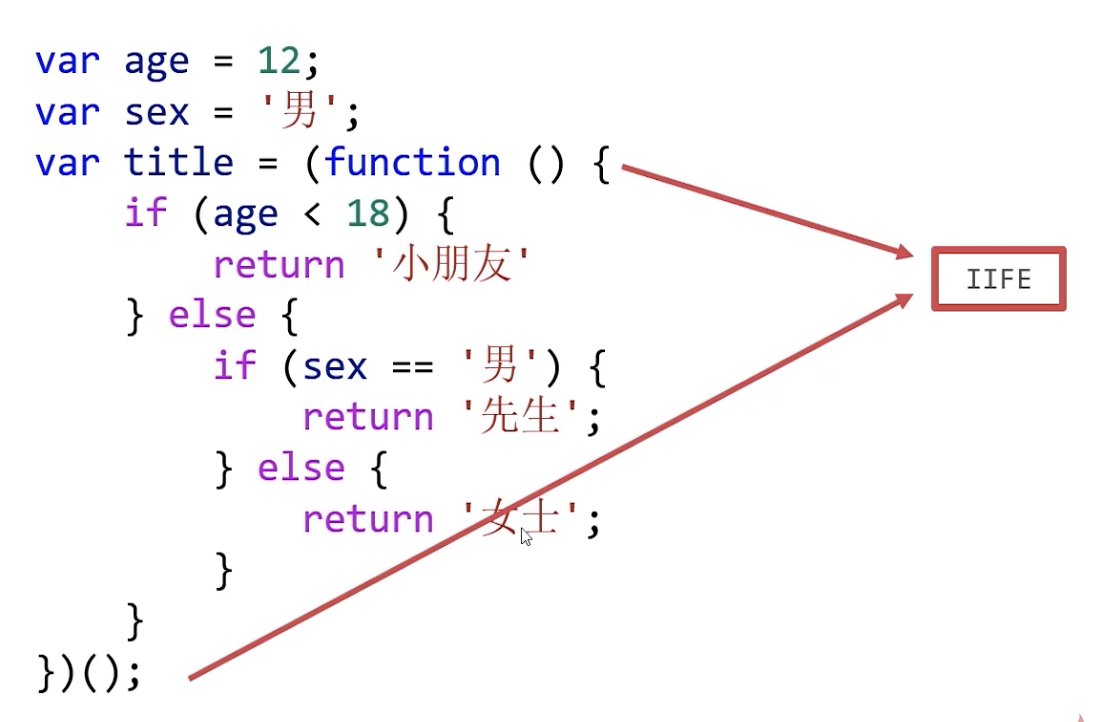 var age = 12;
var sex = '男';
var title = (function () {
    if (age < 18) {
        return '小朋友'
    } else {
        if (sex == '男') {
            return '先生';
        } else {
            return '女士';
        }
    }
})();
IIFE